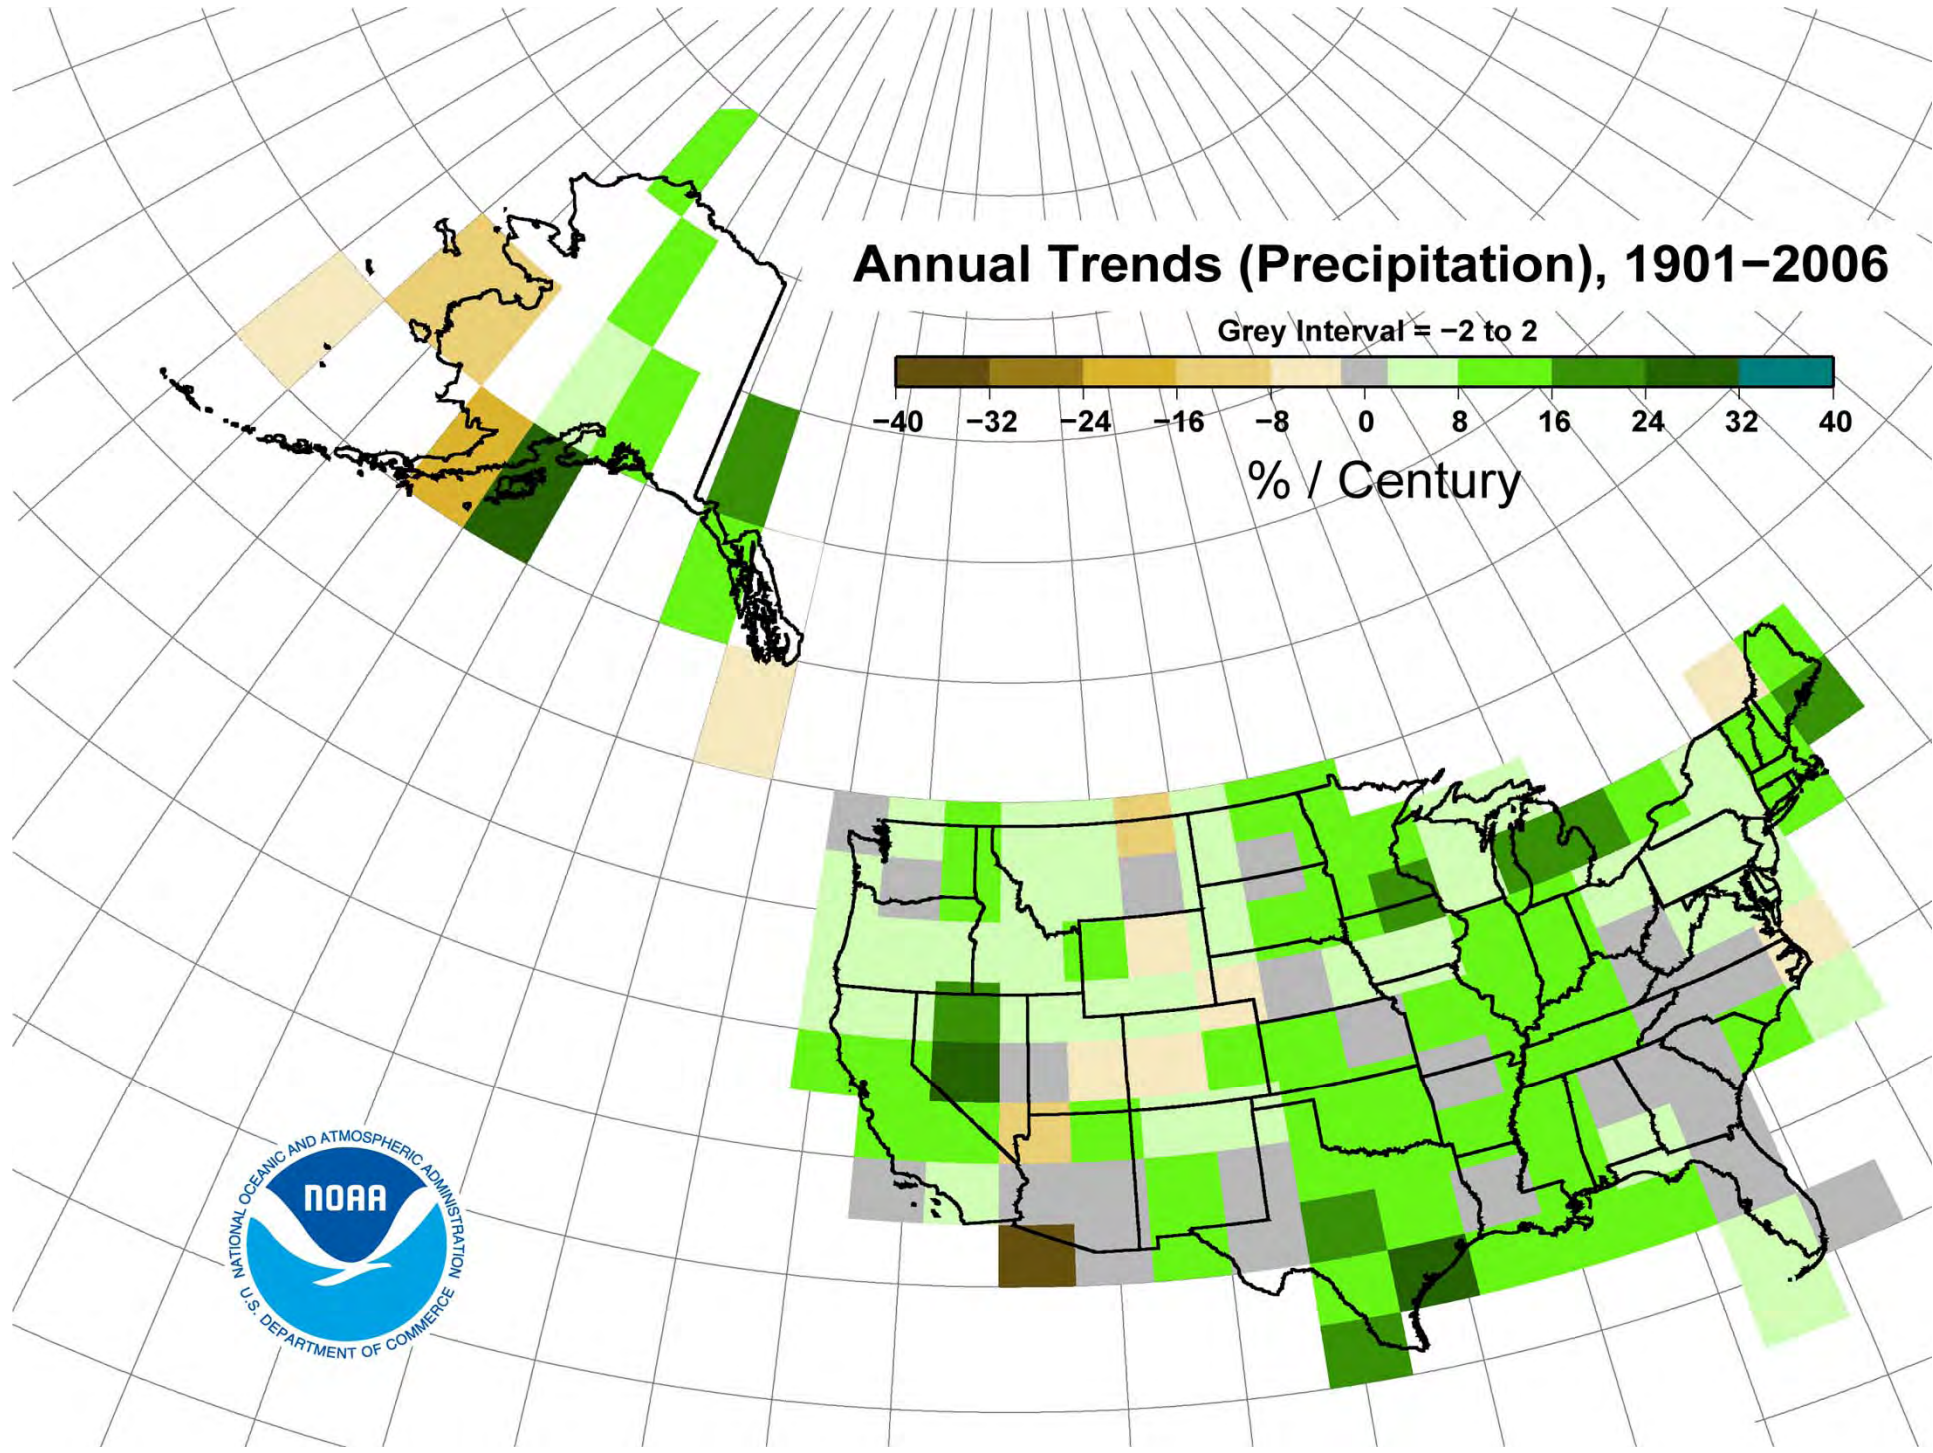 Annual Trends (Precipitation), 1901−2006
Grey Interval = −2 to 2
−40 −32 −24 −16 −8 0 8 16 24 32 40
% / Century
NATIONAL OCEANIC AND ATMOSPHERIC ADMINISTRATION
NOAA
U.S. DEPARTMENT OF COMMERCE